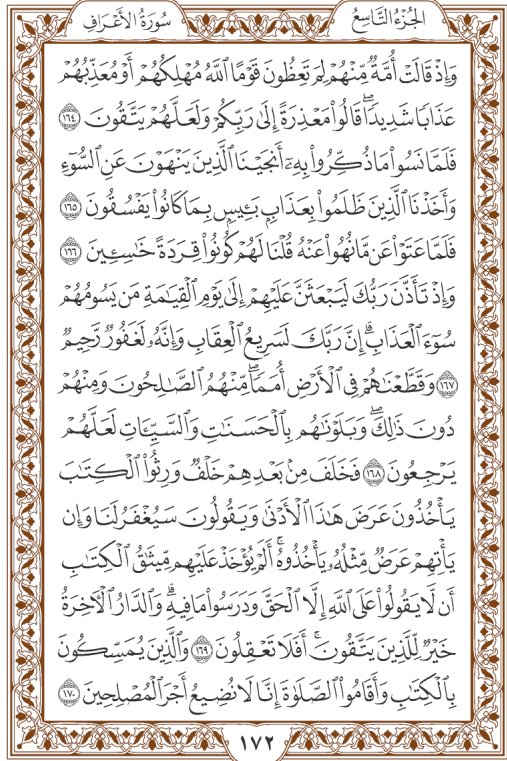 الجُزْءُ التَّاسِعُ
سُورَةُ الأَعْرَافِ
وَإِذْ قَالَتْ أُمَّةٌ مِّنْهُمْ لِمَ تَعِظُونَ قَوْمًا ٱللَّهُ مُهْلِكُهُمْ أَوْ مُعَذِّبُهُمْ
عَذَابًا شَدِيدًا ۖ قَالُوا۟ مَعْذِرَةً إِلَىٰ رَبِّكُمْ وَلَعَلَّهُمْ يَتَّقُونَ ١٦٤
فَلَمَّا نَسُوا۟ مَا ذُكِّرُوا۟ بِهِۦٓ أَنجَيْنَا ٱلَّذِينَ يَنْهَوْنَ عَنِ ٱلسُّوٓءِ
وَأَخَذْنَا ٱلَّذِينَ ظَلَمُوا۟ بِعَذَابٍۭ بَـِٔيسٍۭ بِمَا كَانُوا۟ يَفْسُقُونَ ١٦٥
فَلَمَّا عَتَوْا۟ عَن مَّا نُهُوا۟ عَنْهُ قُلْنَا لَهُمْ كُونُوا۟ قِرَدَةً خَـٰسِـِٔينَ ١٦٦
وَإِذْ تَأَذَّنَ رَبُّكَ لَيَبْعَثَنَّ عَلَيْهِمْ إِلَىٰ يَوْمِ ٱلْقِيَـٰمَةِ مَن يَسُومُهُمْ
سُوٓءَ ٱلْعَذَابِ ۗ إِنَّ رَبَّكَ لَسَرِيعُ ٱلْعِقَابِ ۖ وَإِنَّهُۥ لَغَفُورٌ رَّحِيمٌ
١٦٧ وَقَطَّعْنَـٰهُمْ فِى ٱلْأَرْضِ أُمَمًا ۖ مِّنْهُمُ ٱلصَّـٰلِحُونَ وَمِنْهُمْ
دُونَ ذَٰلِكَ ۖ وَبَلَوْنَـٰهُم بِٱلْحَسَنَـٰتِ وَٱلسَّيِّـَٔاتِ لَعَلَّهُمْ
يَرْجِعُونَ ١٦٨ فَخَلَفَ مِنۢ بَعْدِهِمْ خَلْفٌ وَرِثُوا۟ ٱلْكِتَـٰبَ
يَأْخُذُونَ عَرَضَ هَـٰذَا ٱلْأَدْنَىٰ وَيَقُولُونَ سَيُغْفَرُ لَنَا وَإِن
يَأْتِهِمْ عَرَضٌ مِّثْلُهُۥ يَأْخُذُوهُ ۚ أَلَمْ يُؤْخَذْ عَلَيْهِم مِّيثَـٰقُ ٱلْكِتَـٰبِ
أَن لَّا يَقُولُوا۟ عَلَى ٱللَّهِ إِلَّا ٱلْحَقَّ وَدَرَسُوا۟ مَا فِيهِ ۗ وَٱلدَّارُ ٱلْـَٔاخِرَةُ
خَيْرٌ لِّلَّذِينَ يَتَّقُونَ ۗ أَفَلَا تَعْقِلُونَ ١٦٩ وَٱلَّذِينَ يُمَسِّكُونَ
بِٱلْكِتَـٰبِ وَأَقَامُوا۟ ٱلصَّلَوٰةَ إِنَّا لَا نُضِيعُ أَجْرَ ٱلْمُصْلِحِينَ ١٧٠
١٧٢